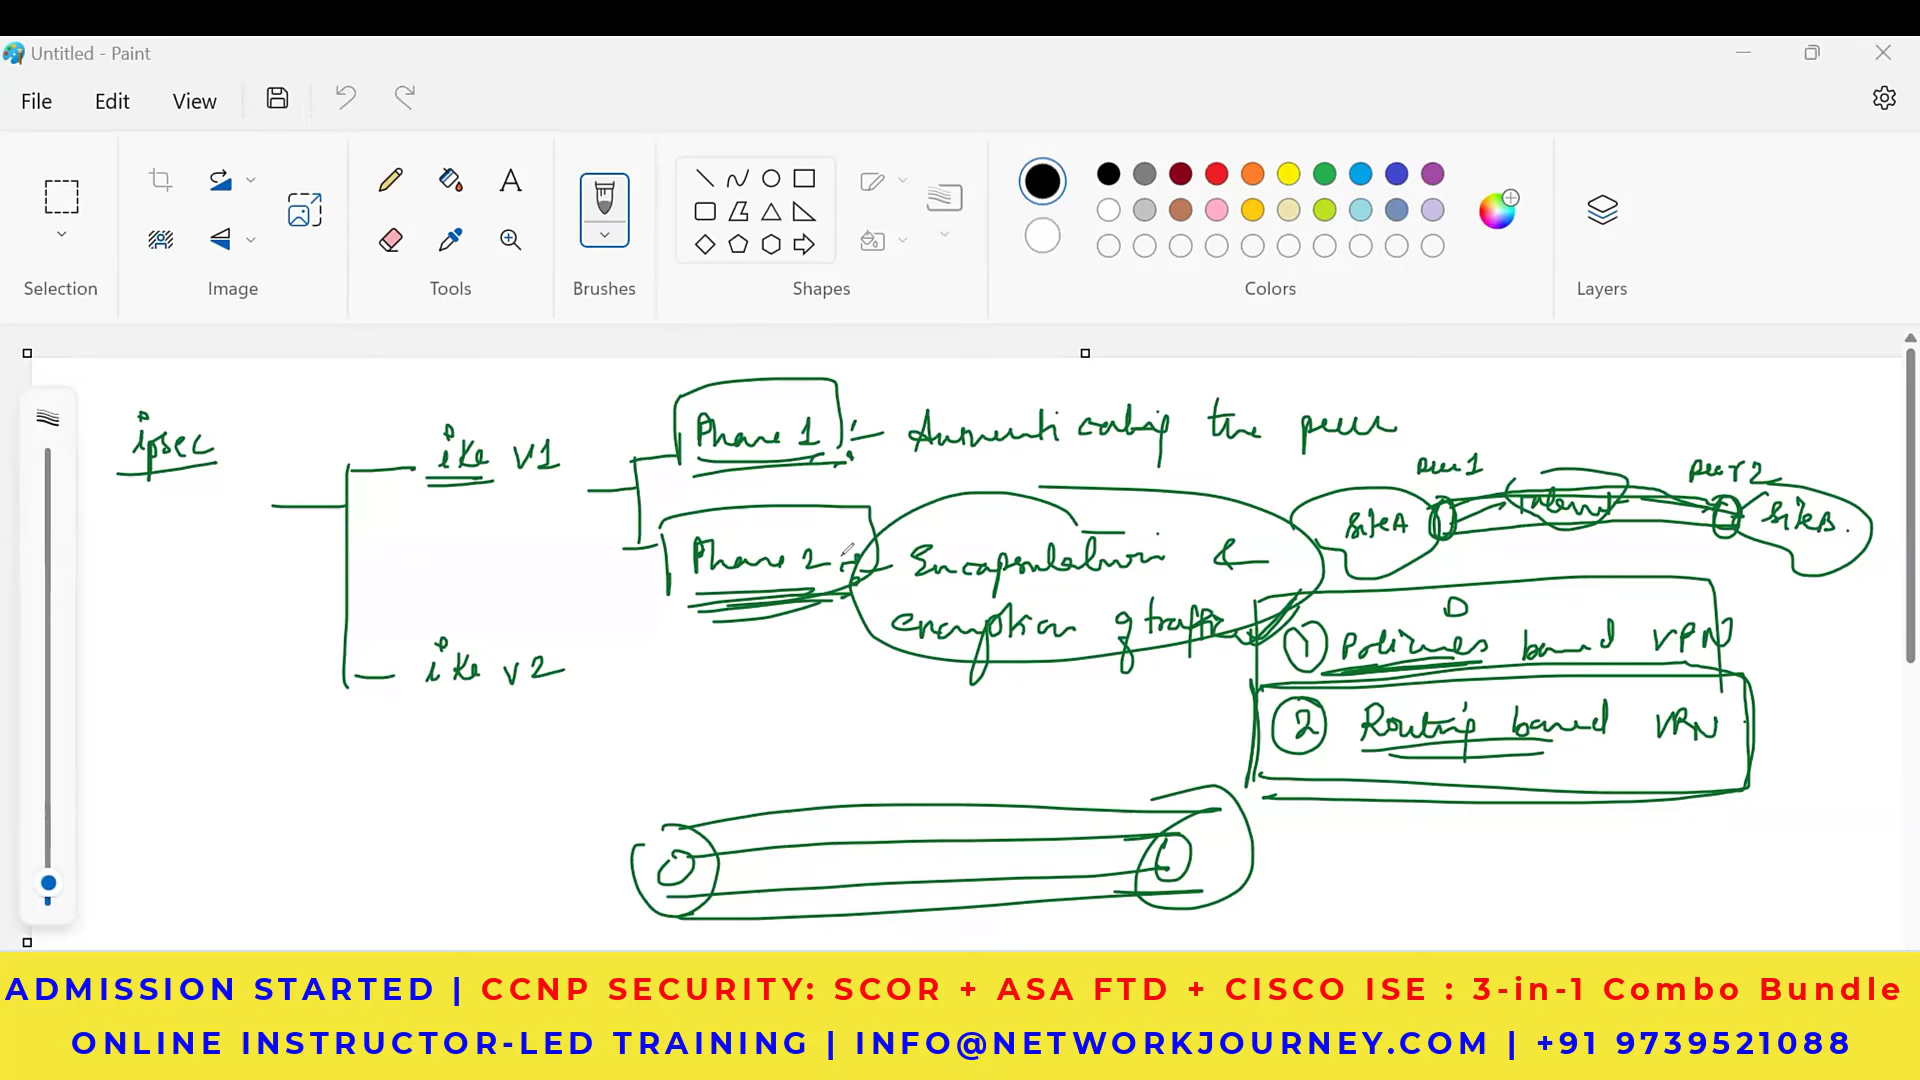 Untitled - Paint
File Edit View
Selection Image Tools Brushes Shapes Colors Layers
ipsec
ike v1
Phase 1 :- Authenticating the peer
peer 1 peer 2
Site A Internet Site B.
Phase 2 :- Encapsulation &
encryption of traffic
① Policies based VPN
ike v2
② Routing based VPN
ADMISSION STARTED | CCNP SECURITY: SCOR + ASA FTD + CISCO ISE : 3-in-1 Combo Bundle
ONLINE INSTRUCTOR-LED TRAINING | INFO@NETWORKJOURNEY.COM | +91 9739521088